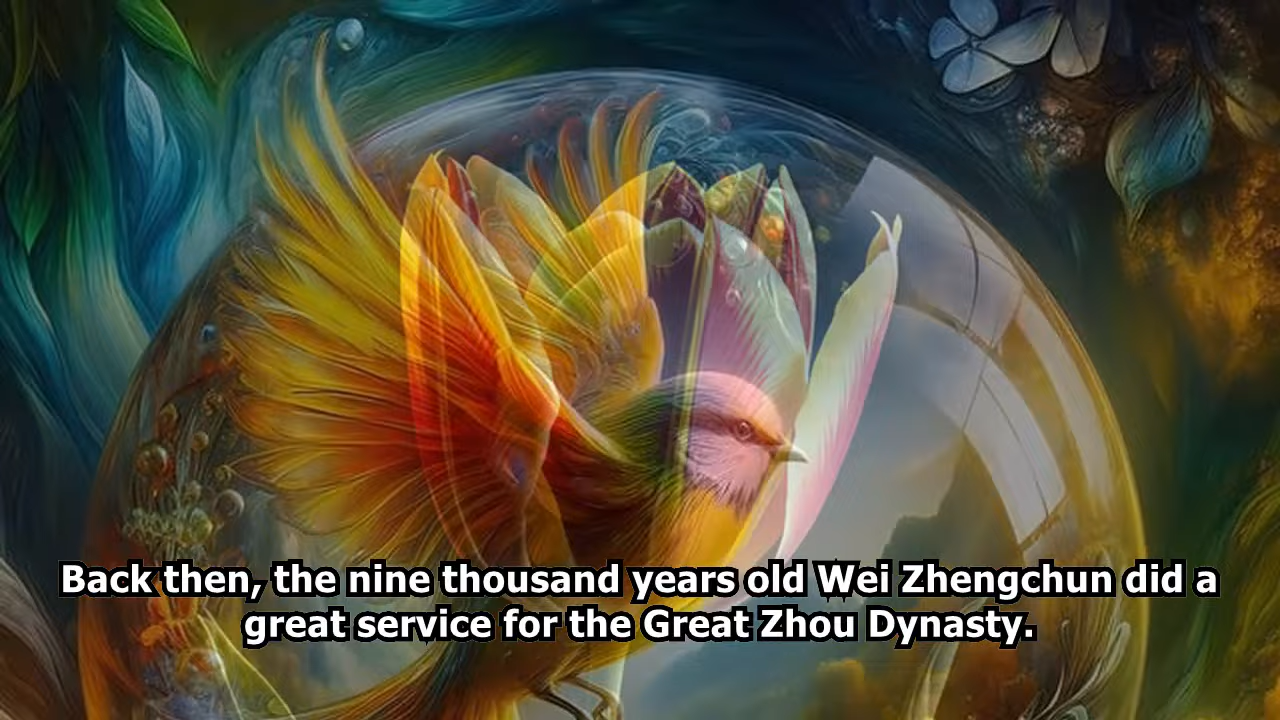 Back then, the nine thousand years old Wei Zhengchun did a
great service for the Great Zhou Dynasty.